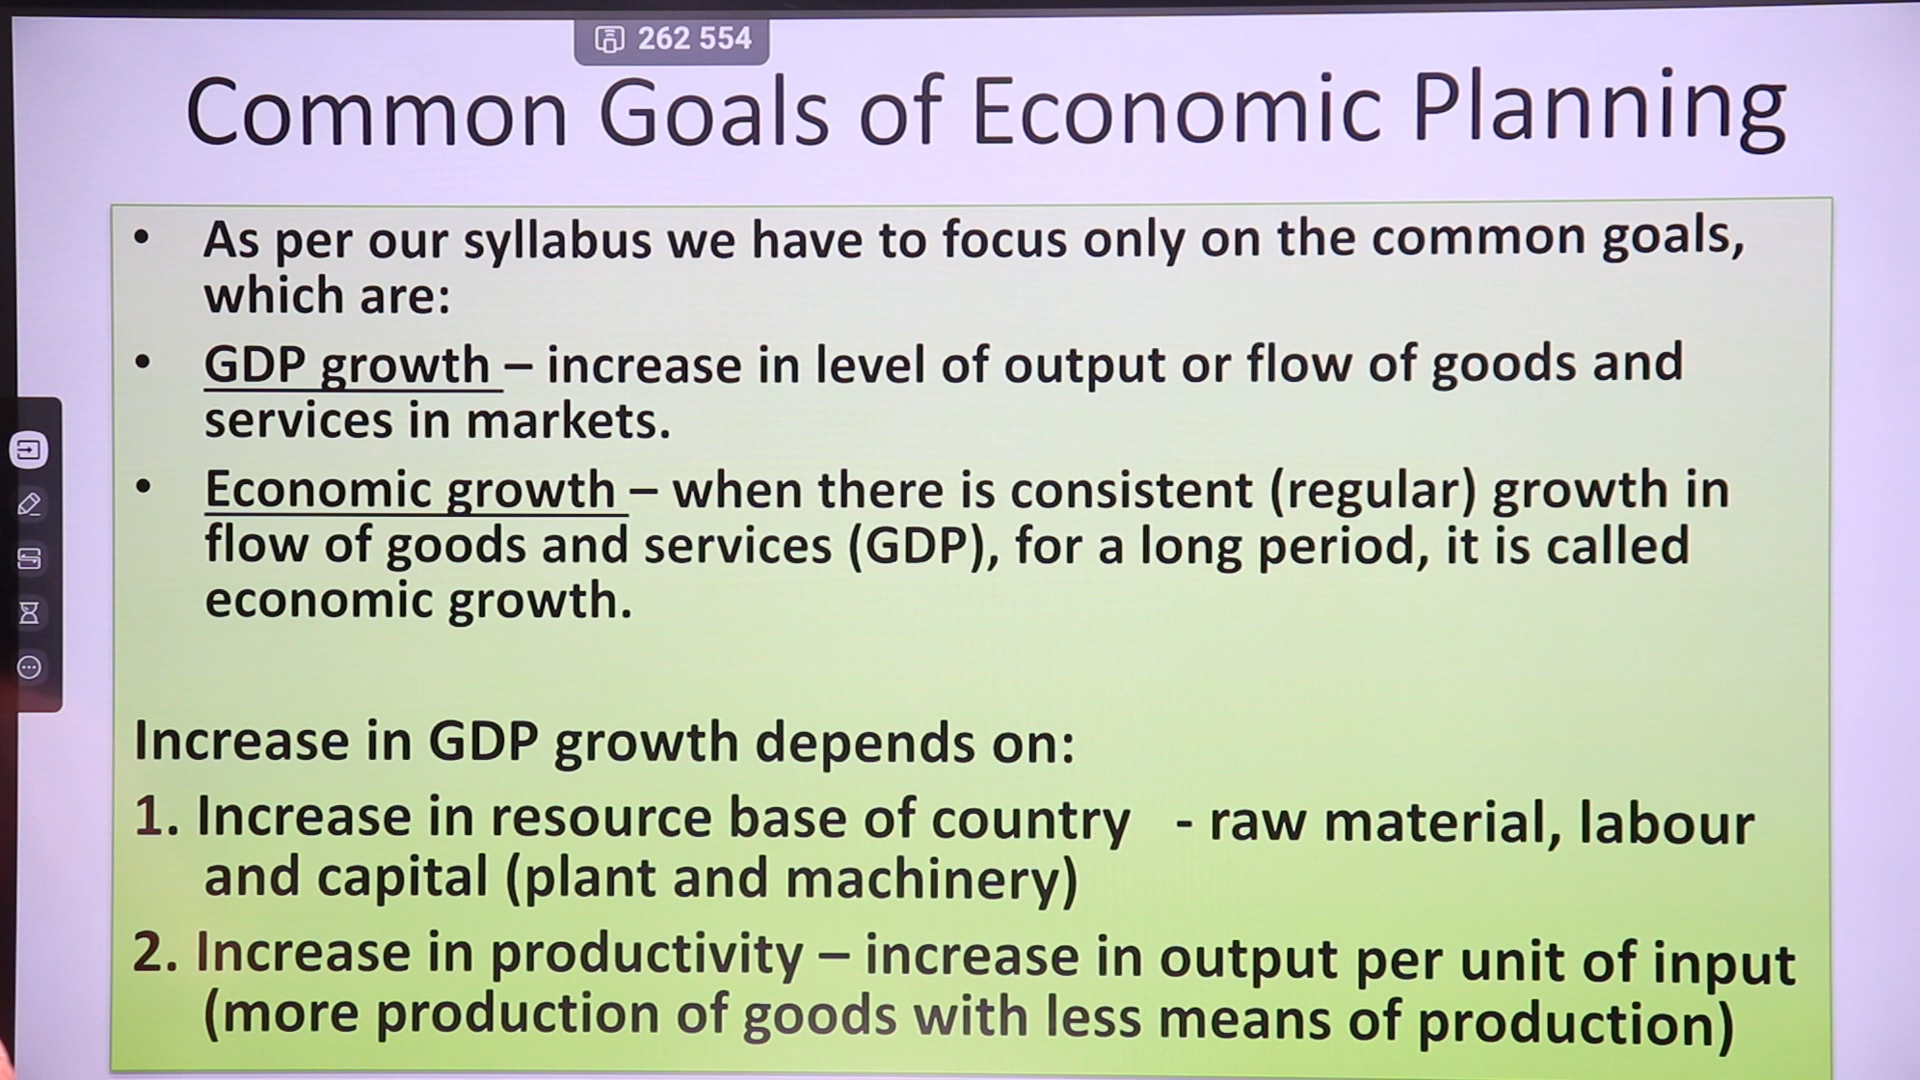 262 554
Common Goals of Economic Planning
• As per our syllabus we have to focus only on the common goals,
which are:
• GDP growth – increase in level of output or flow of goods and
services in markets.
• Economic growth – when there is consistent (regular) growth in
flow of goods and services (GDP), for a long period, it is called
economic growth.
Increase in GDP growth depends on:
1. Increase in resource base of country - raw material, labour
and capital (plant and machinery)
2. Increase in productivity – increase in output per unit of input
(more production of goods with less means of production)